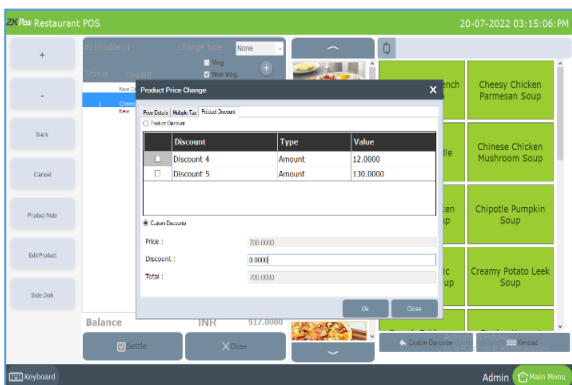 ZKPos Restaurant POS
20-07-2022 03:15:06:PM
Change Type
None
Veg
Non Veg
+
-
Back
Cancel
Product Note
Edit Product
Side Dish
1
New
Product Price Change
X
Price Details
Multiple Tax
Product Discount
Product Discount
Discount
Type
Value
Discount 4
Amount
12.0000
Discount 5
Amount
130.0000
Custom Discounts
Price :
700.0000
Discount :
0.0000
Total :
700.0000
Ok
Close
Cheesy Chicken
Parmesan Soup
Chinese Chicken
Mushroom Soup
Chipotle Pumpkin
Soup
Creamy Potato Leek
Soup
Balance
INR
917.0000
Settle
Close
Enable Barcode
Keypad
Keyboard
Admin
Main Menu